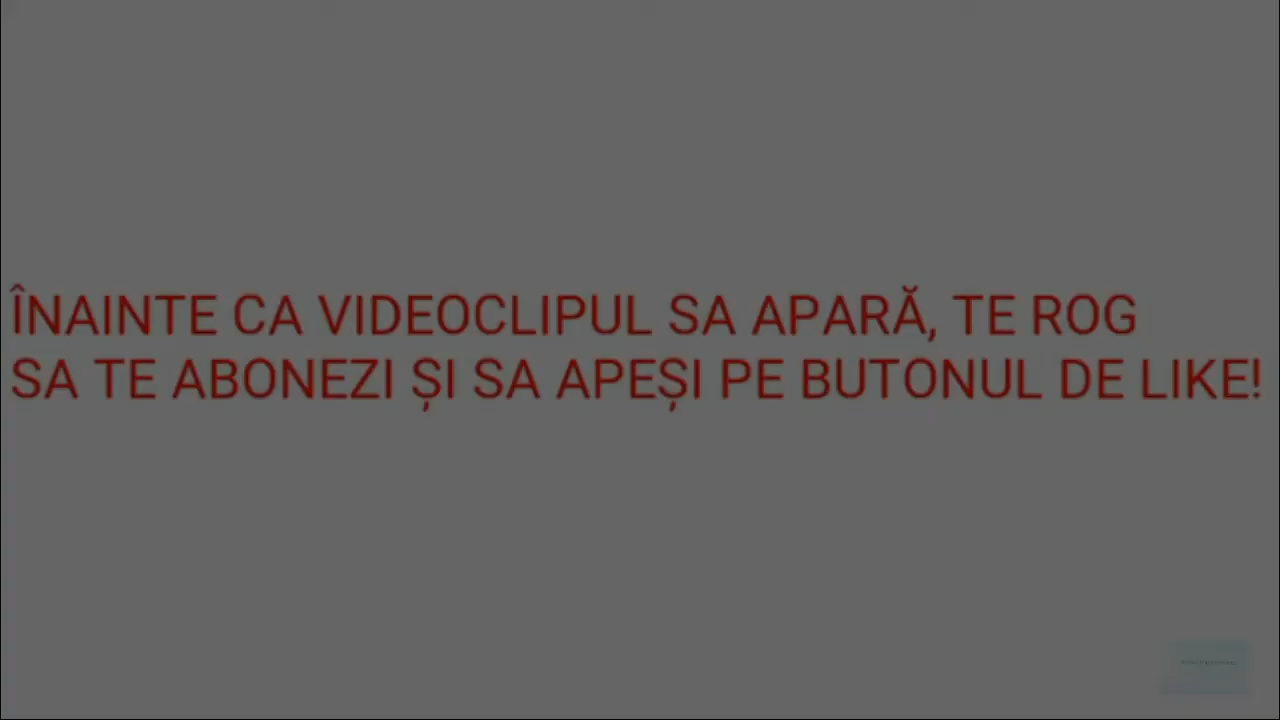 ÎNAINTE CA VIDEOCLIPUL SA APARĂ, TE ROG
SA TE ABONEZI ȘI SA APEȘI PE BUTONUL DE LIKE!